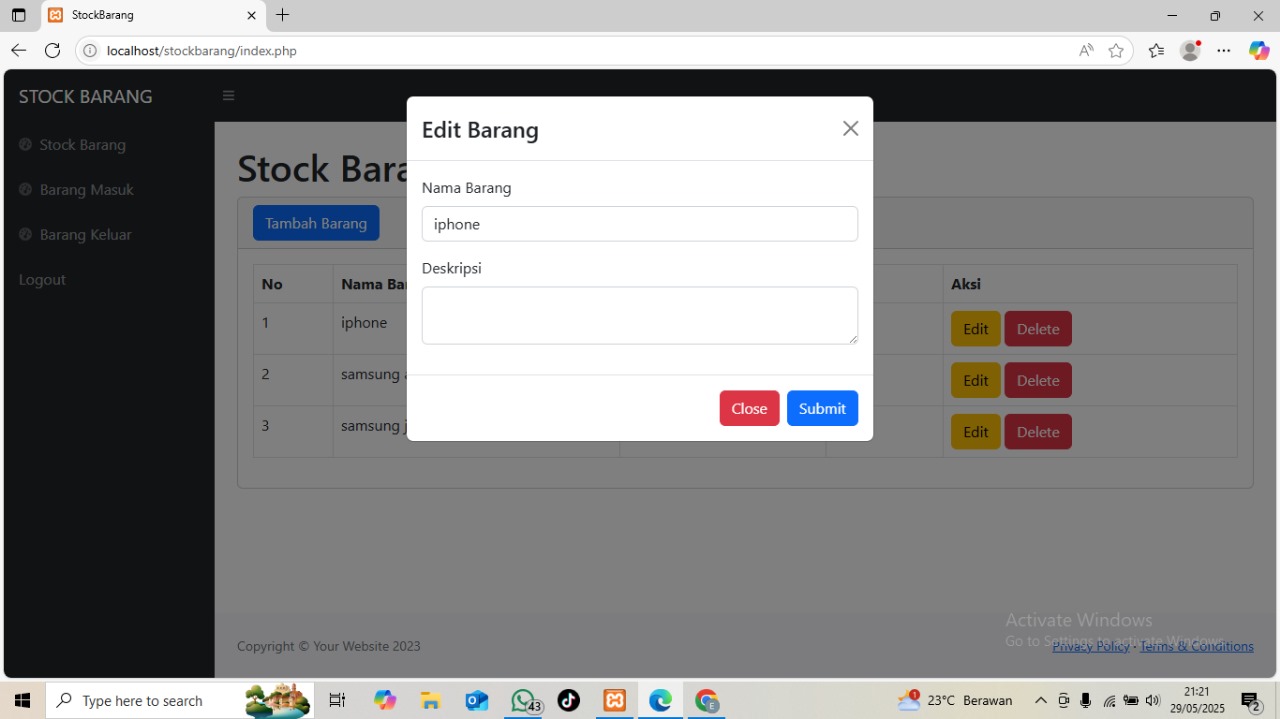 StockBarang
localhost/stockbarang/index.php
STOCK BARANG
Stock Barang
Barang Masuk
Barang Keluar
Logout
Stock
Tambah Barang
No
Nama
Aksi
1
iphone
Edit
Delete
2
samsung
Edit
Delete
3
samsung
Edit
Delete
Edit Barang
Nama Barang
iphone
Deskripsi
Close
Submit
Activate Windows
Go to Settings to activate Windows.
Copyright © Your Website 2023
Privacy Policy · Terms & Conditions
Type here to search
43
E
23°C Berawan
21:21
29/05/2025
2